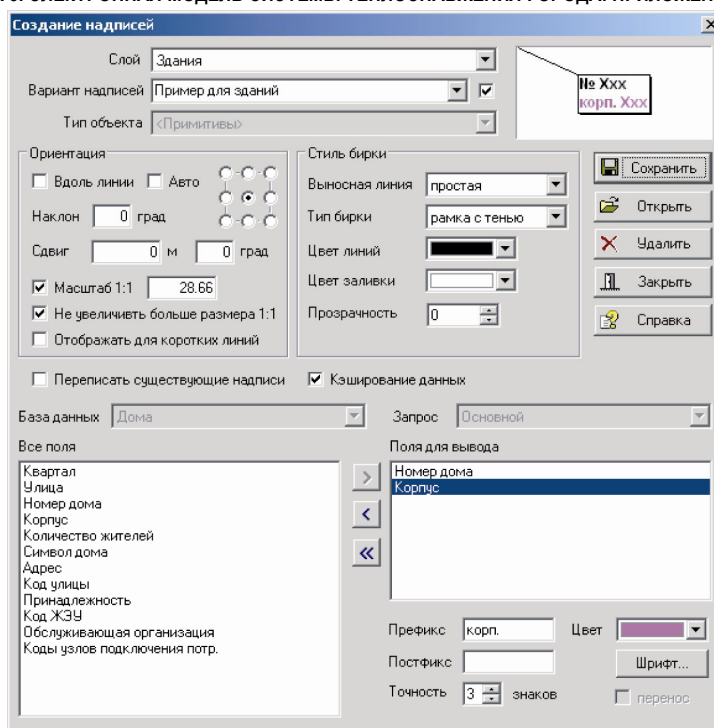 Создание надписей
Слой Здания
Вариант надписей Пример для зданий
Тип объекта <Примитивы>
№ Xxx
корп. Xxx
Ориентация
Вдоль линии Авто
Наклон 0 град
Сдвиг 0 м 0 град
Масштаб 1:1 28.66
Не увеличивть больше размера 1:1
Отображать для коротких линий
Стиль бирки
Выносная линия простая
Тип бирки рамка с тенью
Цвет линий
Цвет заливки
Прозрачность 0
Сохранить
Открыть
Удалить
Закрыть
Справка
Переписать существующие надписи Кэширование данных
База данных Дома Запрос Основной
Все поля
Квартал
Улица
Номер дома
Корпус
Количество жителей
Символ дома
Адрес
Код улицы
Принадлежность
Код ЖЭУ
Обслуживающая организация
Коды узлов подключения потр.
>
<
«
Поля для вывода
Номер дома
Корпус
Префикс корп. Цвет
Постфикс Шрифт...
Точность 3 знаков перенос